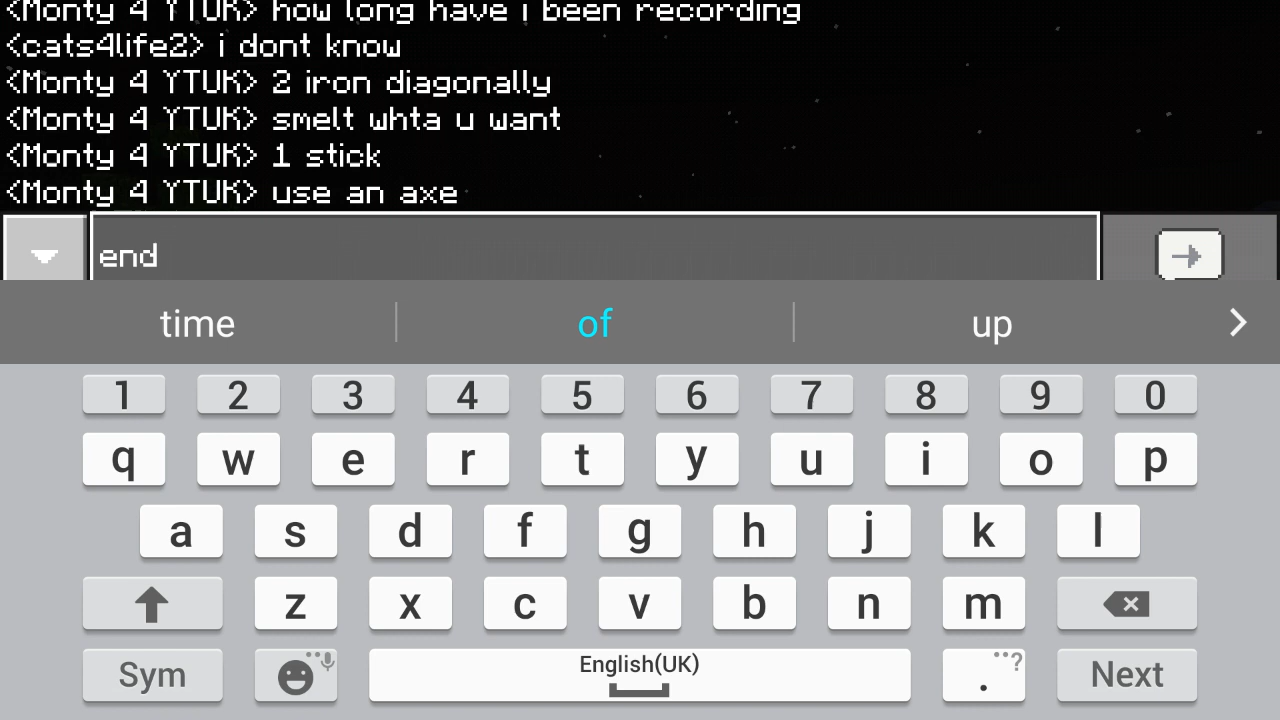 <Monty 4 YTUK> how long have i been recording
<cats4life2> i dont know
<Monty 4 YTUK> 2 iron diagonally
<Monty 4 YTUK> smelt whta u want
<Monty 4 YTUK> 1 stick
<Monty 4 YTUK> use an axe
end
time of up
1 2 3 4 5 6 7 8 9 0
q w e r t y u i o p
a s d f g h j k l
z x c v b n m
Sym English(UK) . ? Next